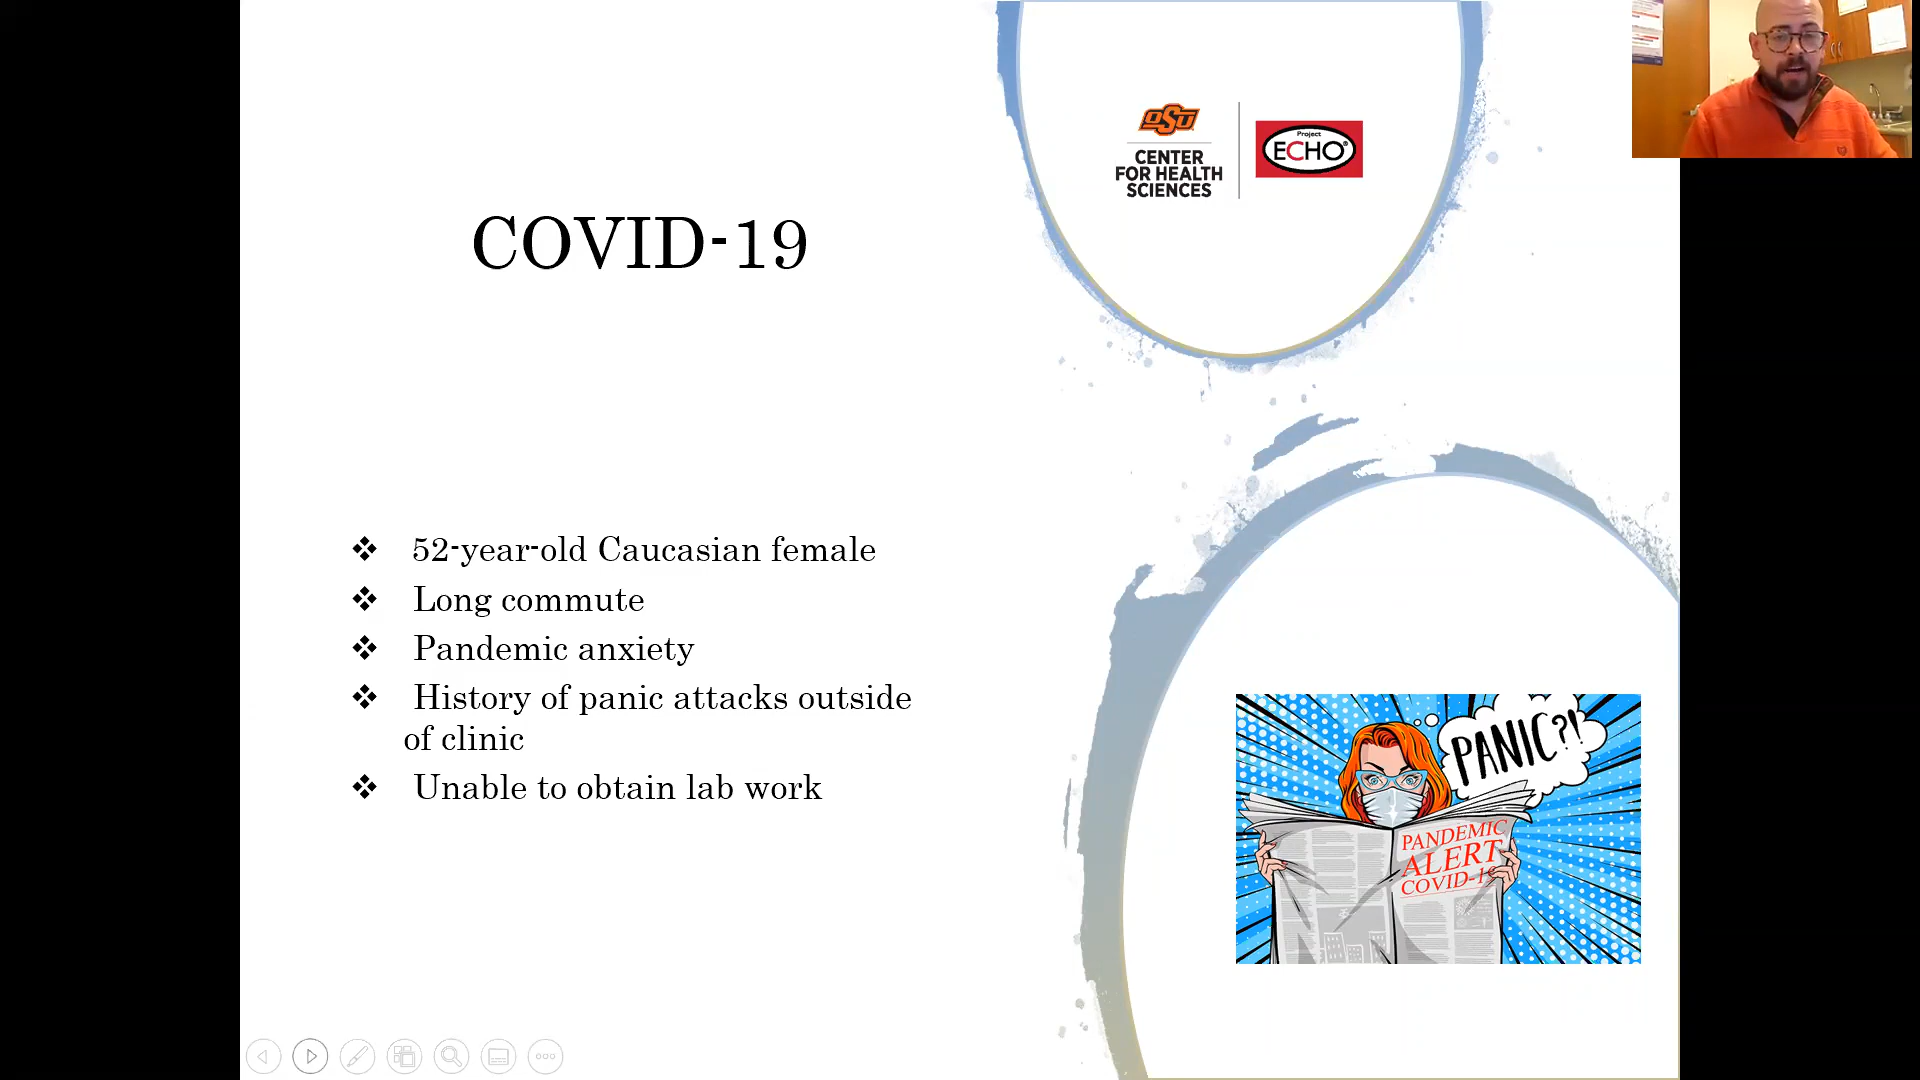 OSU
CENTER
FOR HEALTH
SCIENCES
Project
ECHO®
COVID-19
❖ 52-year-old Caucasian female
❖ Long commute
❖ Pandemic anxiety
❖ History of panic attacks outside
of clinic
❖ Unable to obtain lab work
PANIC?!
PANDEMIC
ALERT